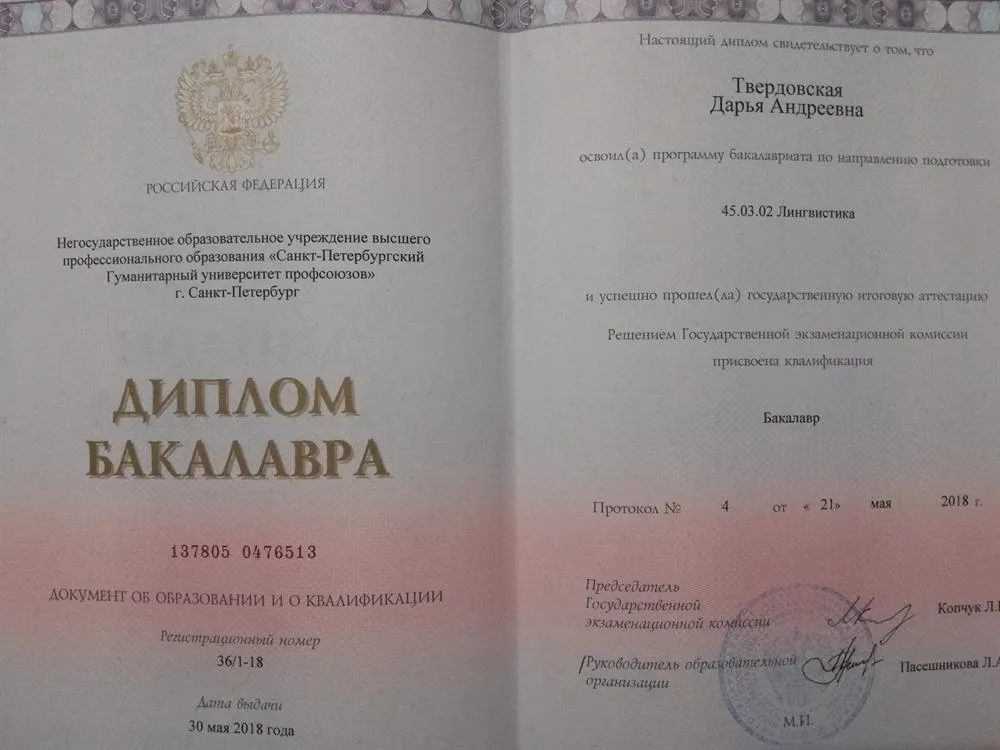 РОССИЙСКАЯ ФЕДЕРАЦИЯ
Негосударственное образовательное учреждение высшего
профессионального образования «Санкт-Петербургский
Гуманитарный университет профсоюзов»
г. Санкт-Петербург
ДИПЛОМ
БАКАЛАВРА
137805 0476513
ДОКУМЕНТ ОБ ОБРАЗОВАНИИ И О КВАЛИФИКАЦИИ
Регистрационный номер
36/1-18
Дата выдачи
30 мая 2018 года
Настоящий диплом свидетельствует о том, что
Твердовская
Дарья Андреевна
освоил(а) программу бакалавриата по направлению подготовки
45.03.02 Лингвистика
и успешно прошел(ла) государственную итоговую аттестацию
Решением Государственной экзаменационной комиссии
присвоена квалификация
Бакалавр
Протокол № 4 от « 21» мая 2018 г.
Председатель
Государственной
экзаменационной комиссии
Копчук Л.
Руководитель образовательной
организации
Пасешникова Л.
М.П.